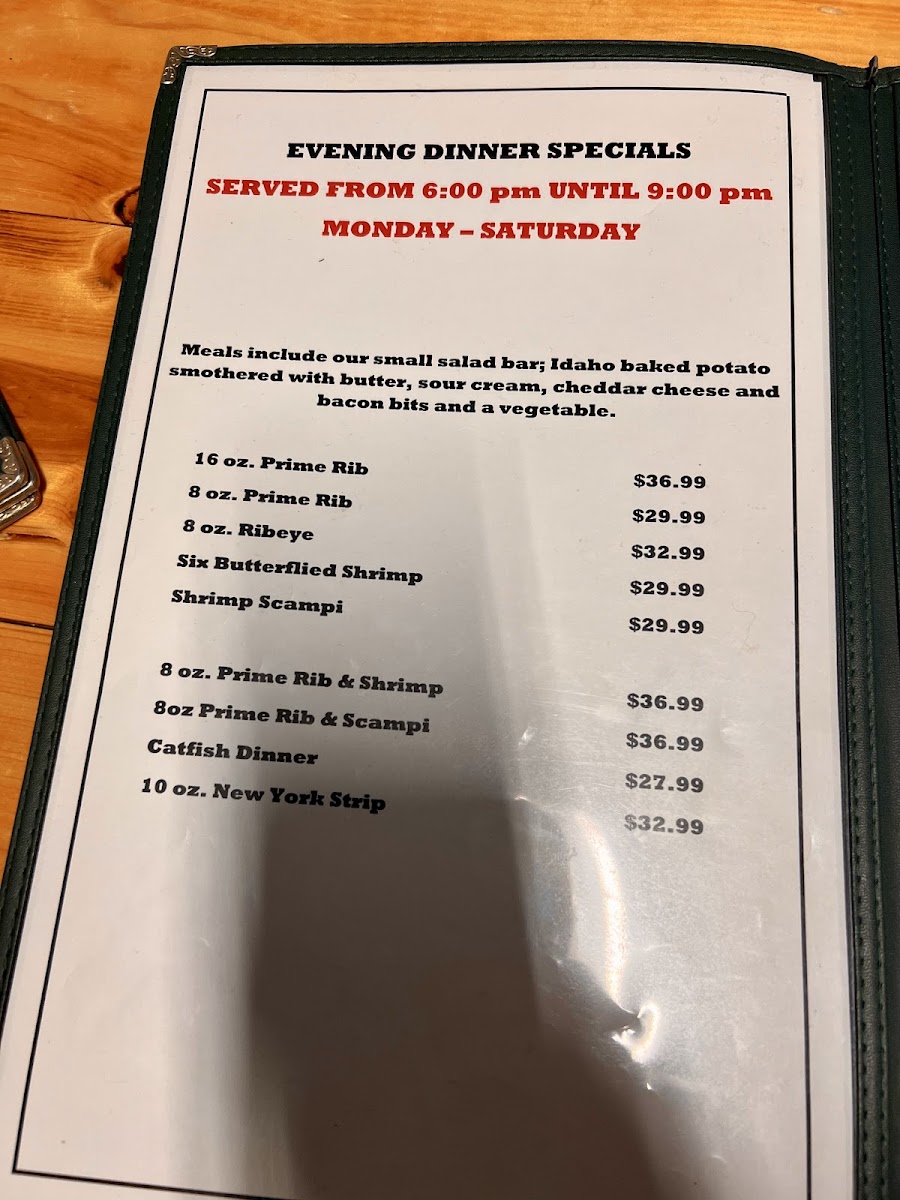 EVENING DINNER SPECIALS
SERVED FROM 6:00 pm UNTIL 9:00 pm
MONDAY – SATURDAY
Meals include our small salad bar; Idaho baked potato
smothered with butter, sour cream, cheddar cheese and
bacon bits and a vegetable.
16 oz. Prime Rib $36.99
8 oz. Prime Rib $29.99
8 oz. Ribeye $32.99
Six Butterflied Shrimp $29.99
Shrimp Scampi $29.99
8 oz. Prime Rib & Shrimp $36.99
8oz Prime Rib & Scampi $36.99
Catfish Dinner $27.99
10 oz. New York Strip $32.99